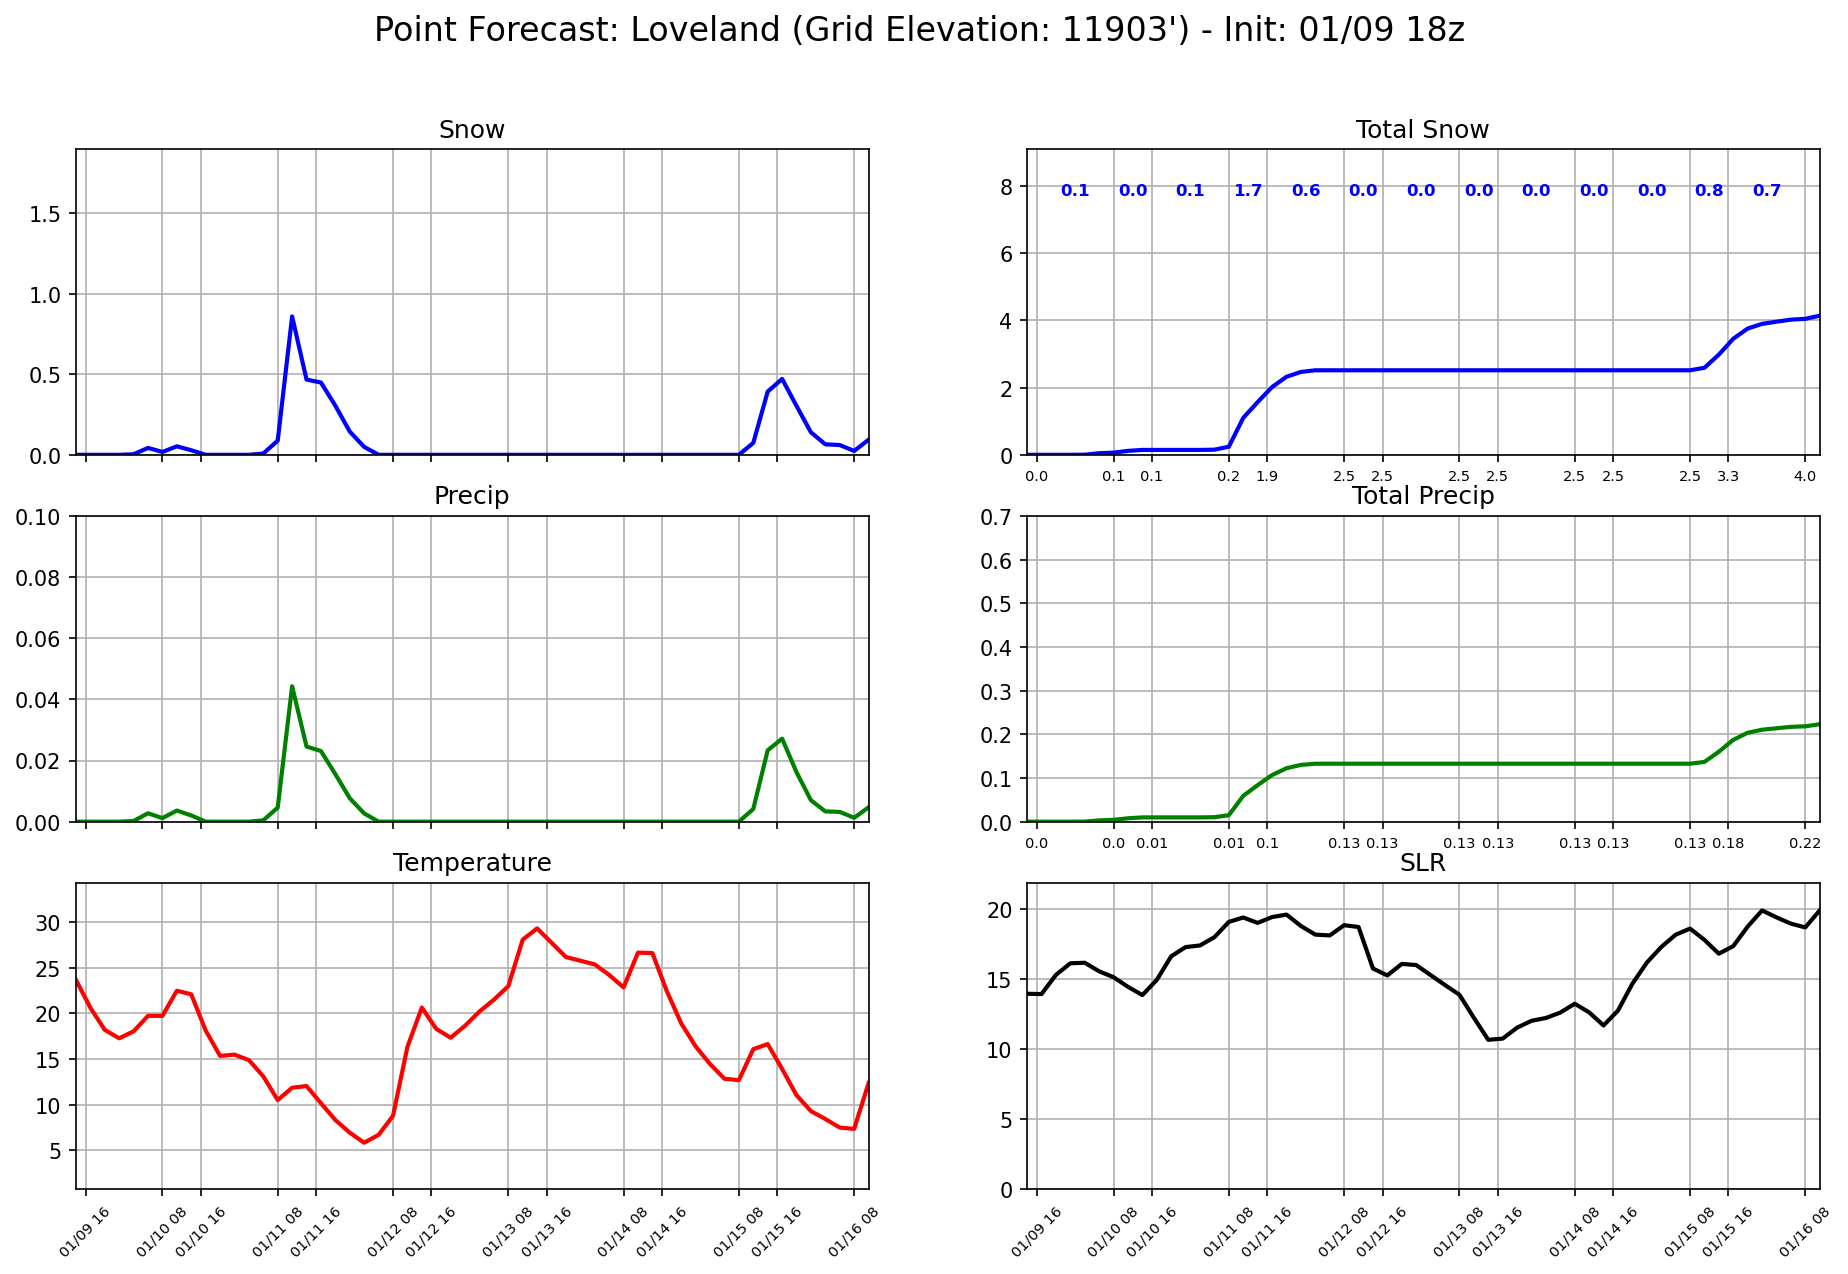 Point Forecast: Loveland (Grid Elevation: 11903') - Init: 01/09 18z
Snow
1.5
1.0
0.5
0.0
Total Snow
0.1 0.0 0.1 1.7 0.6 0.0 0.0 0.0 0.0 0.0 0.0 0.8 0.7
8
6
4
2
0
0.0 0.1 0.1 0.2 1.9 2.5 2.5 2.5 2.5 2.5 2.5 2.5 3.3 4.0
Precip
0.10
0.08
0.06
0.04
0.02
0.00
Total Precip
0.7
0.6
0.5
0.4
0.3
0.2
0.1
0.0
0.0 0.0 0.01 0.01 0.1 0.13 0.13 0.13 0.13 0.13 0.13 0.13 0.18 0.22
Temperature
30
25
20
15
10
5
01/09 16 01/10 08 01/10 16 01/11 08 01/11 16 01/12 08 01/12 16 01/13 08 01/13 16 01/14 08 01/14 16 01/15 08 01/15 16 01/16 08
SLR
20
15
10
5
0
01/09 16 01/10 08 01/10 16 01/11 08 01/11 16 01/12 08 01/12 16 01/13 08 01/13 16 01/14 08 01/14 16 01/15 08 01/15 16 01/16 08